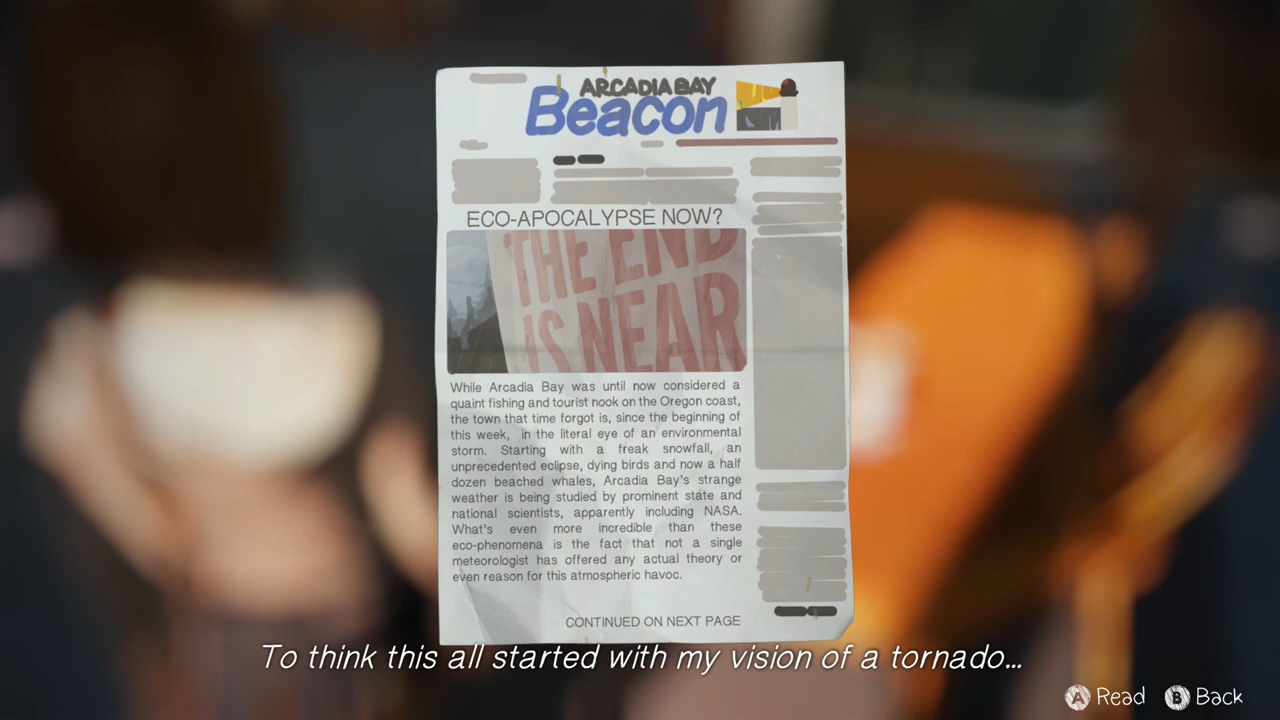 ARCADIA BAY
Beacon
ECO-APOCALYPSE NOW?
THE END
IS NEAR
While Arcadia Bay was until now considered a
quaint fishing and tourist nook on the Oregon coast,
the town that time forgot is, since the beginning of
this week, in the literal eye of an environmental
storm. Starting with a freak snowfall, an
unprecedented eclipse, dying birds and now a half
dozen beached whales, Arcadia Bay's strange
weather is being studied by prominent state and
national scientists, apparently including NASA.
What's even more incredible than these
eco-phenomena is the fact that not a single
meteorologist has offered any actual theory or
even reason for this atmospheric havoc.
CONTINUED ON NEXT PAGE
To think this all started with my vision of a tornado...
A Read B Back